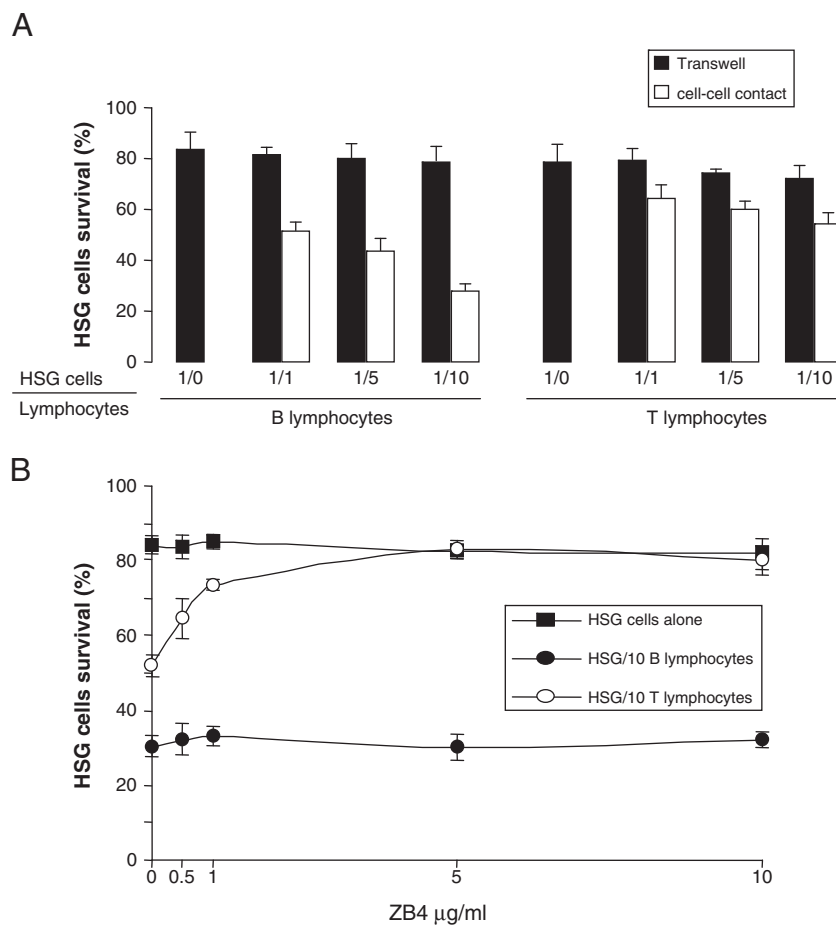 A
Transwell
cell-cell contact
HSG cells survival (%)
100
80
60
40
20
0
HSG cells 1/0 1/1 1/5 1/10 1/0 1/1 1/5 1/10
Lymphocytes
B lymphocytes T lymphocytes
B
HSG cells survival (%)
100
80
60
40
20
0
HSG cells alone
HSG/10 B lymphocytes
HSG/10 T lymphocytes
0 0.5 1 5 10
ZB4 μg/ml